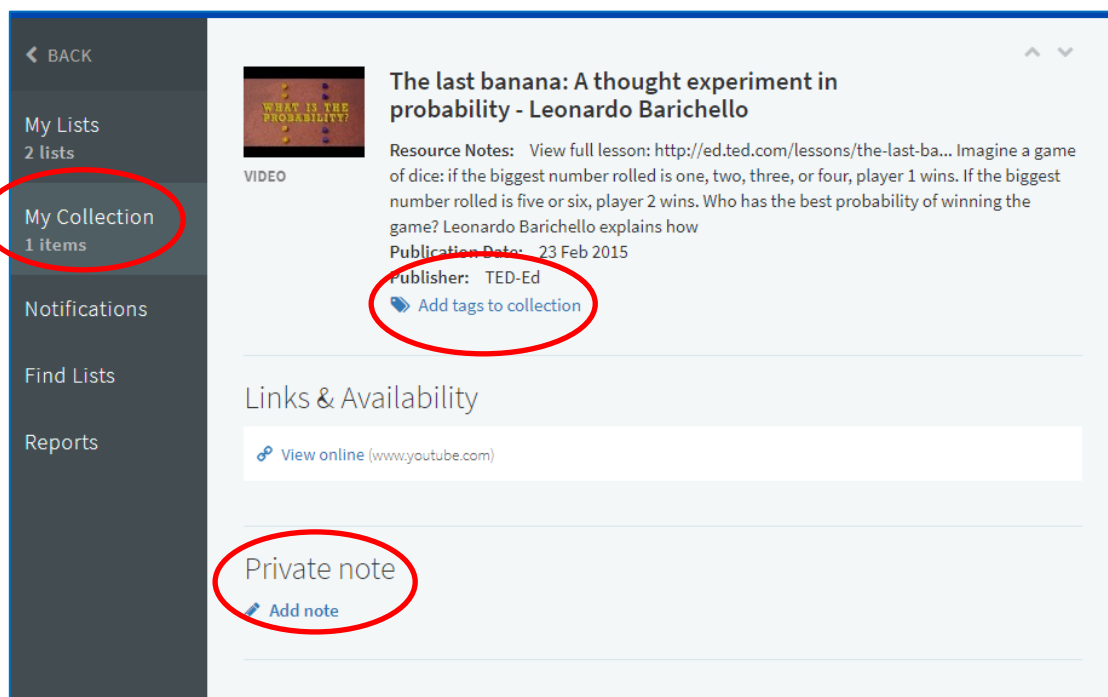 BACK
My Lists
2 lists
My Collection
1 items
Notifications
Find Lists
Reports
WHAT IS THE
PROBABILITY?
VIDEO
The last banana: A thought experiment in
probability - Leonardo Barichello
Resource Notes: View full lesson: http://ed.ted.com/lessons/the-last-ba... Imagine a game
of dice: if the biggest number rolled is one, two, three, or four, player 1 wins. If the biggest
number rolled is five or six, player 2 wins. Who has the best probability of winning the
game? Leonardo Barichello explains how
Publication Date: 23 Feb 2015
Publisher: TED-Ed
Add tags to collection
Links & Availability
View online (www.youtube.com)
Private note
Add note